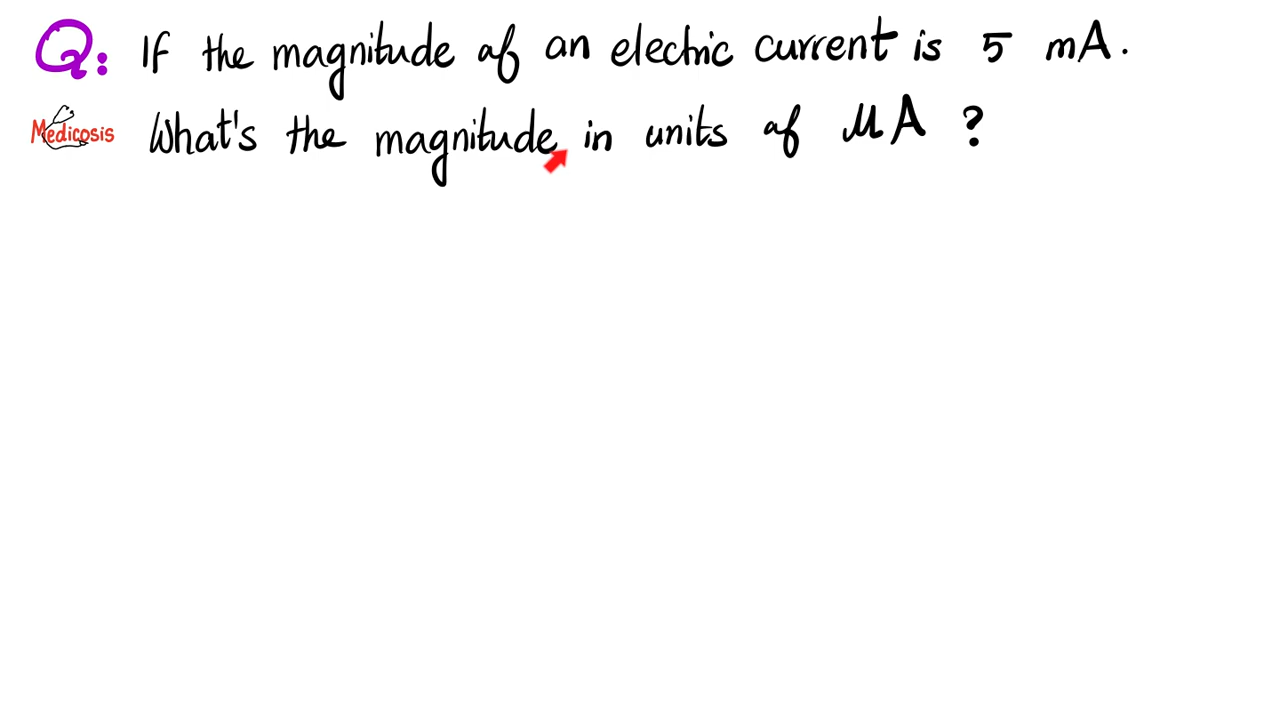 Q: If the magnitude of an electric current is 5 mA.
Medicosis What's the magnitude in units of μA ?